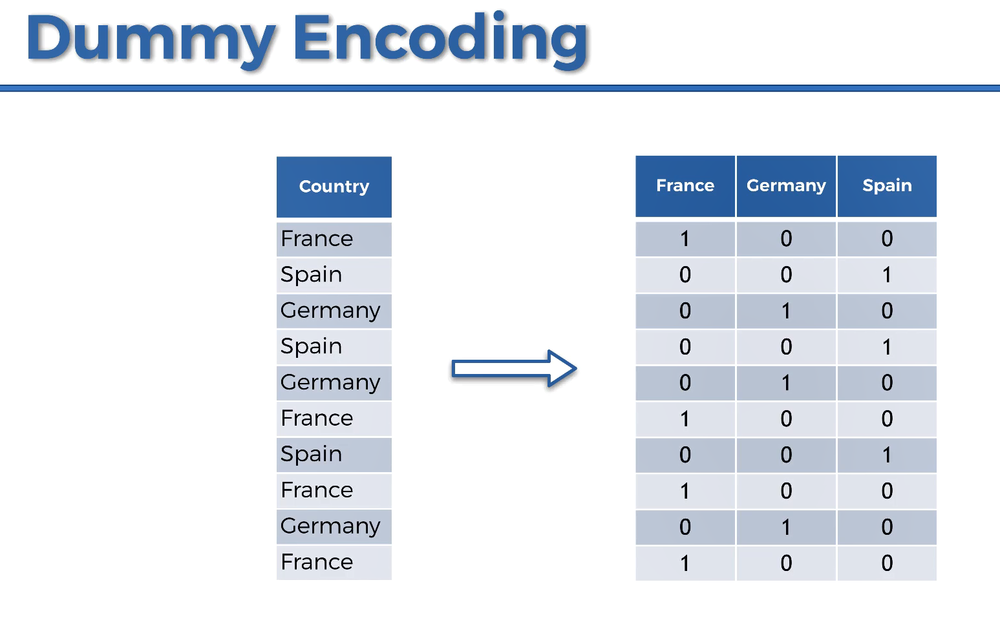 Dummy Encoding
Country
France
Spain
Germany
Spain
Germany
France
Spain
France
Germany
France
France Germany Spain
1 0 0
0 0 1
0 1 0
0 0 1
0 1 0
1 0 0
0 0 1
1 0 0
0 1 0
1 0 0